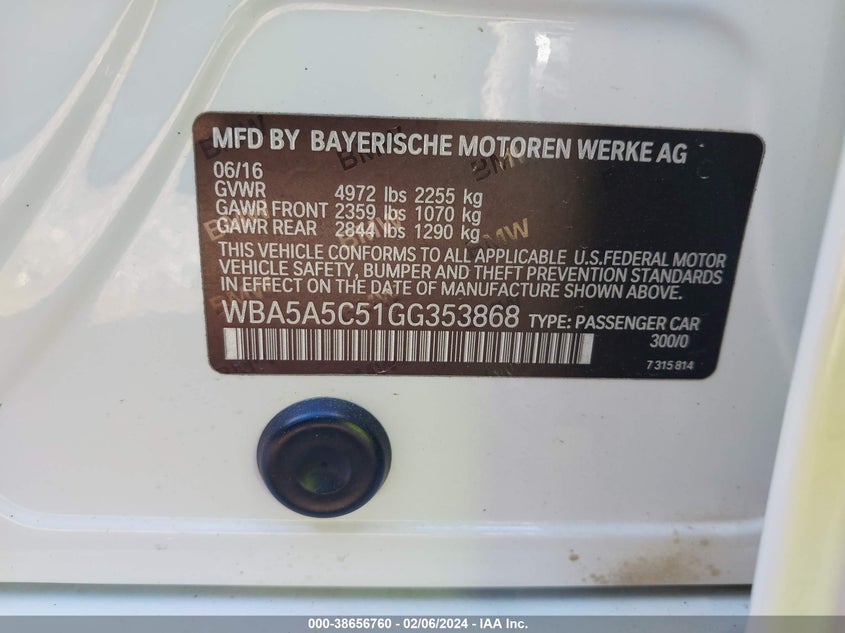 MFD BY BAYERISCHE MOTOREN WERKE AG
06/16
GVWR 4972 lbs 2255 kg
GAWR FRONT 2359 lbs 1070 kg
GAWR REAR 2844 lbs 1290 kg
THIS VEHICLE CONFORMS TO ALL APPLICABLE U.S.FEDERAL MOTOR
VEHICLE SAFETY, BUMPER AND THEFT PREVENTION STANDARDS
IN EFFECT ON THE DATE OF MANUFACTURE SHOWN ABOVE.
WBA5A5C51GG353868 TYPE: PASSENGER CAR
300/0
7 315 814
000-38656760 - 02/06/2024 - IAA Inc.